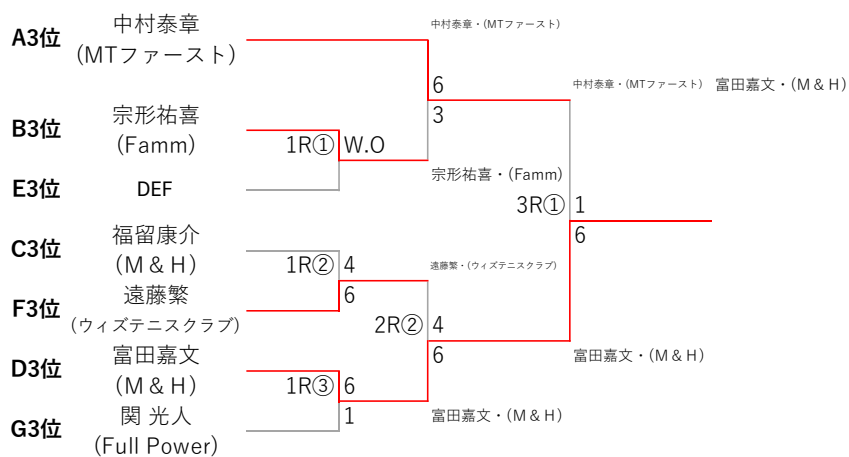 A3位
中村泰章
(MTファースト)
B3位
宗形祐喜
(Famm)
E3位
DEF
C3位
福留康介
(M & H)
F3位
遠藤繁
(ウィズテニスクラブ)
D3位
富田嘉文
(M & H)
G3位
関 光人
(Full Power)
1R① W.O
1R② 4
6
1R③ 6
1
中村泰章・(MTファースト)
6
3
宗形祐喜・(Famm)
遠藤繁・(ウィズテニスクラブ)
2R② 4
6
富田嘉文・(M & H)
中村泰章・(MTファースト) 富田嘉文・(M & H)
3R① 1
6
富田嘉文・(M & H)